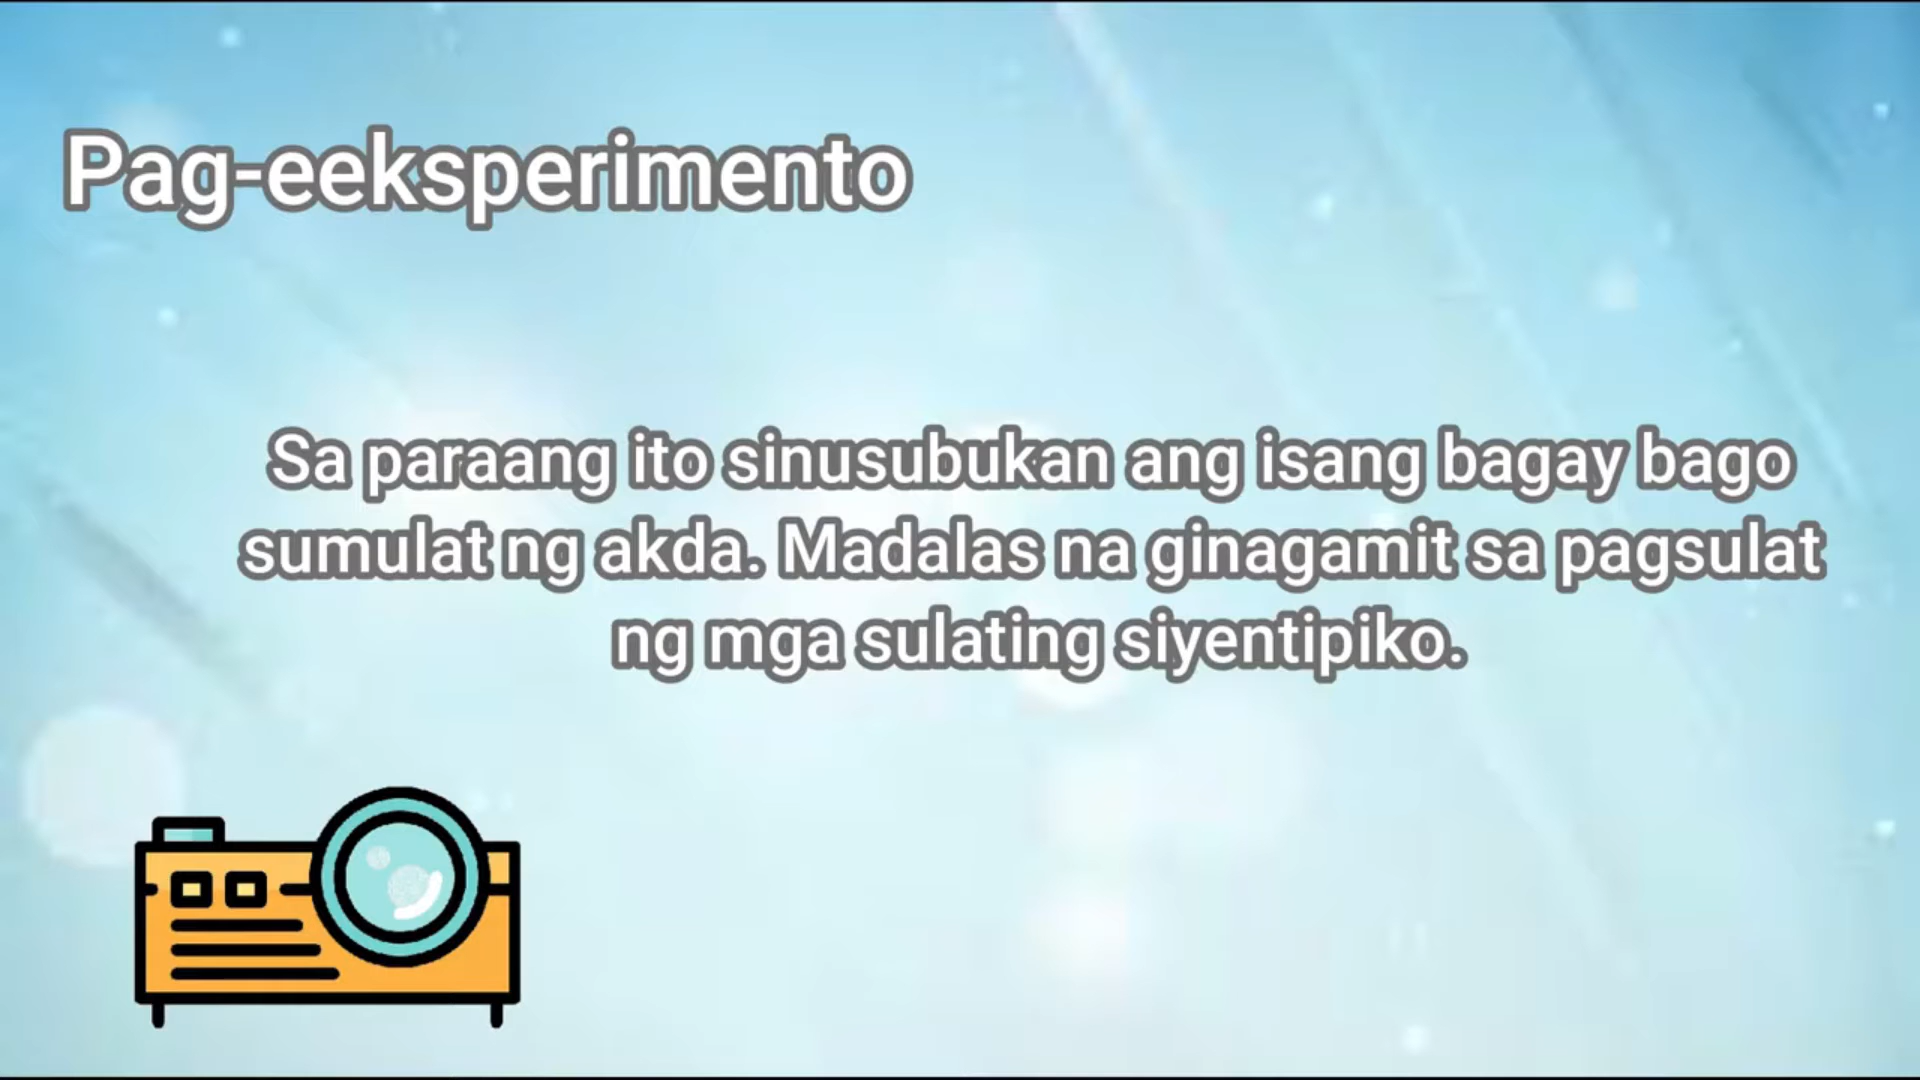 Pag-eeksperimento
Sa paraang ito sinusubukan ang isang bagay bago
sumulat ng akda. Madalas na ginagamit sa pagsulat
ng mga sulating siyentipiko.